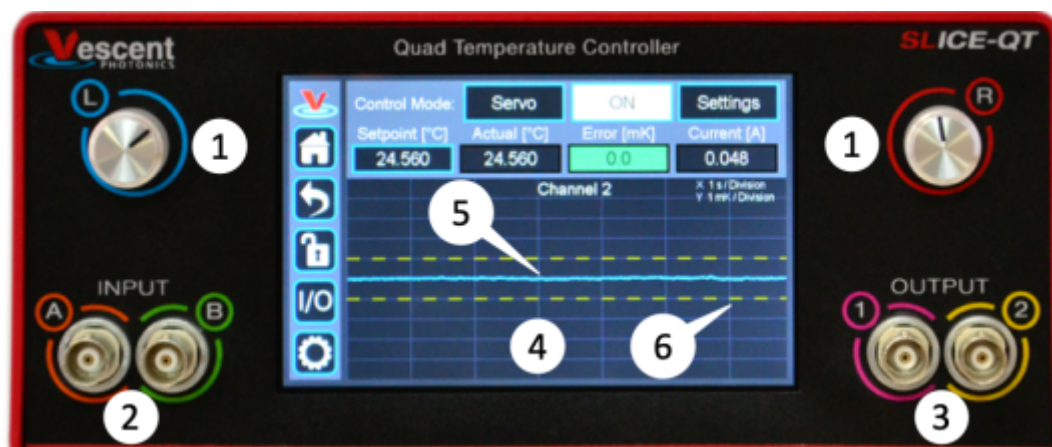 Vescent
PHOTONICS
Quad Temperature Controller
SLICE-QT
L
R
1
1
V
Control Mode: Servo ON Settings
Setpoint [°C] Actual [°C] Error [mK] Current [A]
24.560 24.560 0.0 0.048
Channel 2
X 1 s / Division
Y 1 mK / Division
5
I/O
4
6
INPUT
A
B
2
OUTPUT
1
2
3